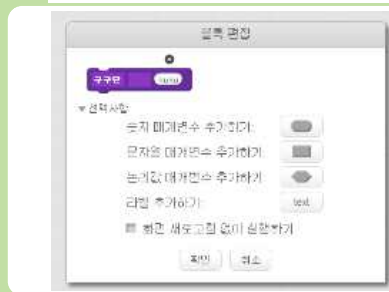 블록 편집
구구단
▼ 선택사항
숫자 매개변수 추가하기:
문자열 매개변수 추가하기:
논리값 매개변수 추가하기:
라벨 추가하기: text
화면 새로고침 없이 실행하기
확인 취소